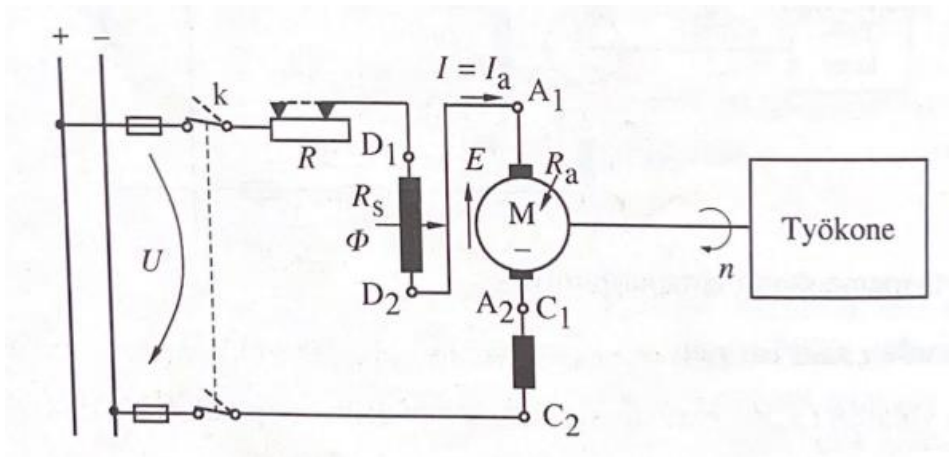 + −
k
I = Iₐ
A₁
R
D₁
E
Rₐ
Rₛ
M
−
Φ
Työkone
U
n
D₂
A₂
C₁
C₂